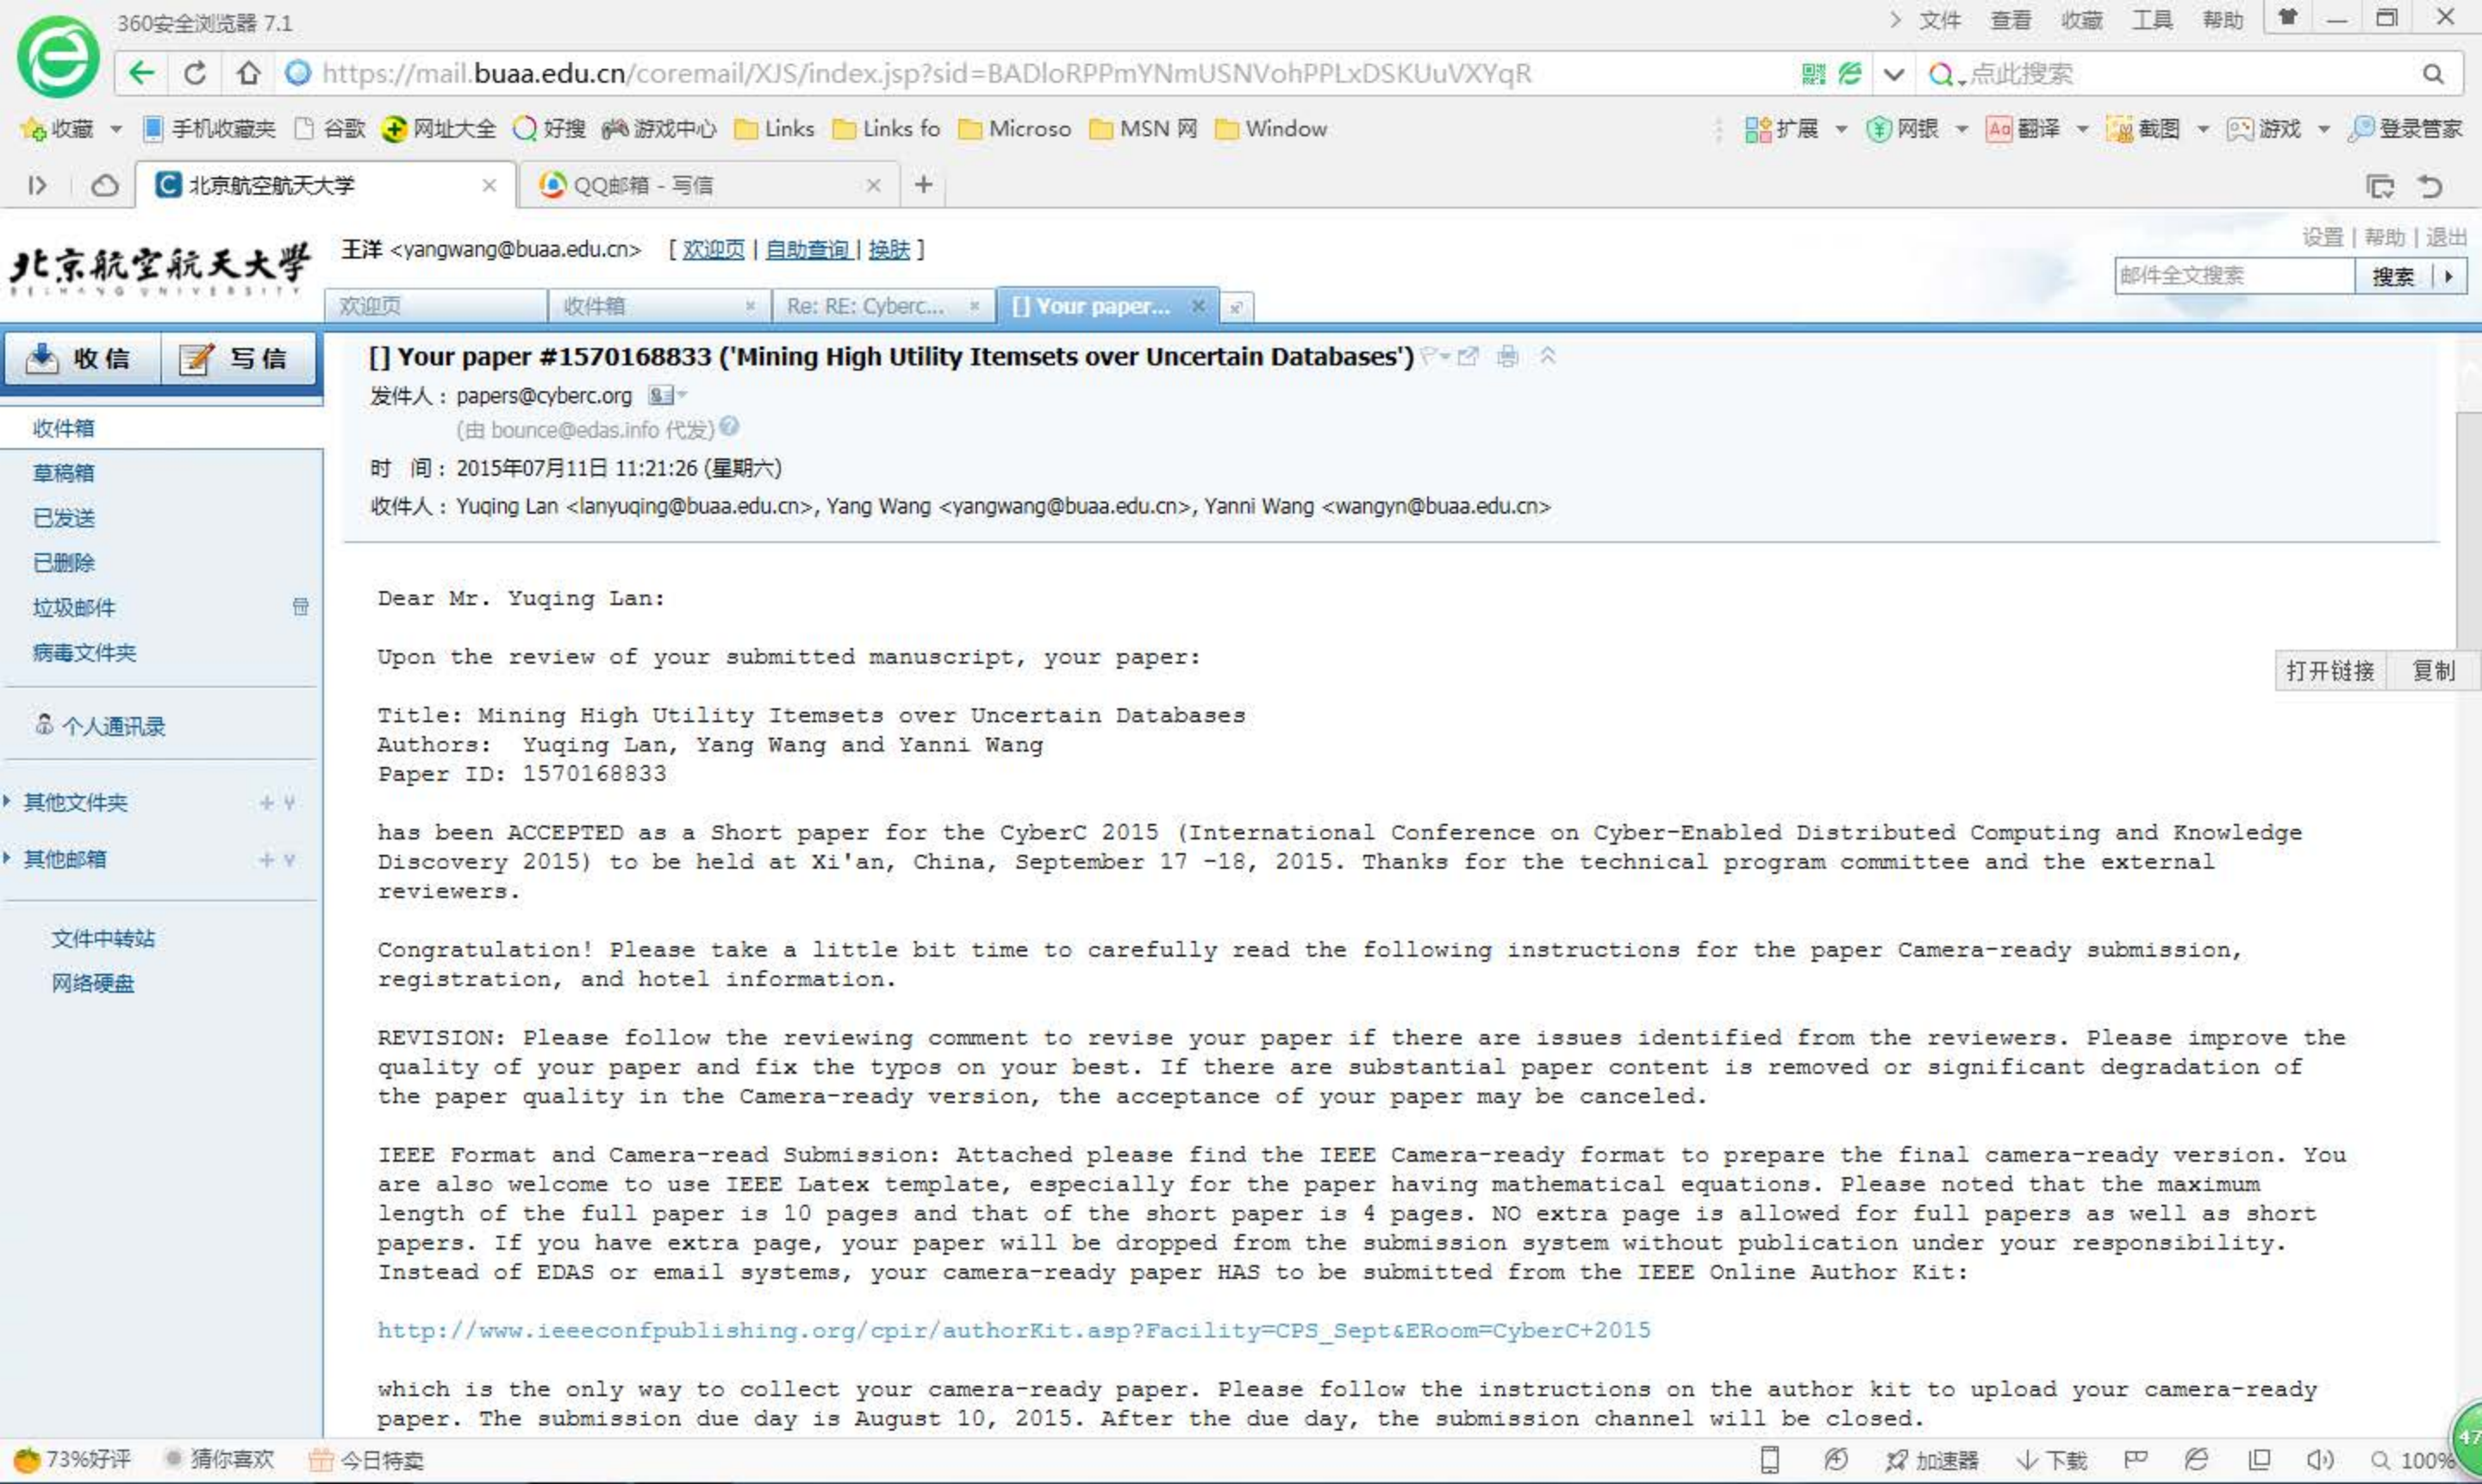 360安全浏览器 7.1
文件 查看 收藏 工具 帮助
https://mail.buaa.edu.cn/coremail/XJS/index.jsp?sid=BADloRPPmYNmUSNVohPPLxDSKUuVXYqR
点此搜索
收藏 手机收藏夹 谷歌 网址大全 好搜 游戏中心 Links Links fo Microso MSN 网 Window 扩展 网银 翻译 截图 游戏 登录管家
北京航空航天大学 QQ邮箱 - 写信
北京航空航天大學
BEIHANG UNIVERSITY
王洋 <yangwang@buaa.edu.cn> [ 欢迎页 | 自助查询 | 换肤 ]
设置 | 帮助 | 退出
邮件全文搜索 搜索
欢迎页 收件箱 Re: RE: Cyberc... [] Your paper...
收信 写信
收件箱
草稿箱
已发送
已删除
垃圾邮件
病毒文件夹
个人通讯录
其他文件夹
其他邮箱
文件中转站
网络硬盘
[] Your paper #1570168833 ('Mining High Utility Itemsets over Uncertain Databases')
发件人：papers@cyberc.org
(由 bounce@edas.info 代发)
时 间：2015年07月11日 11:21:26 (星期六)
收件人：Yuqing Lan <lanyuqing@buaa.edu.cn>, Yang Wang <yangwang@buaa.edu.cn>, Yanni Wang <wangyn@buaa.edu.cn>
Dear Mr. Yuqing Lan:
Upon the review of your submitted manuscript, your paper:
打开链接 复制
Title: Mining High Utility Itemsets over Uncertain Databases
Authors: Yuqing Lan, Yang Wang and Yanni Wang
Paper ID: 1570168833
has been ACCEPTED as a Short paper for the CyberC 2015 (International Conference on Cyber-Enabled Distributed Computing and Knowledge
Discovery 2015) to be held at Xi'an, China, September 17 -18, 2015. Thanks for the technical program committee and the external
reviewers.
Congratulation! Please take a little bit time to carefully read the following instructions for the paper Camera-ready submission,
registration, and hotel information.
REVISION: Please follow the reviewing comment to revise your paper if there are issues identified from the reviewers. Please improve the
quality of your paper and fix the typos on your best. If there are substantial paper content is removed or significant degradation of
the paper quality in the Camera-ready version, the acceptance of your paper may be canceled.
IEEE Format and Camera-read Submission: Attached please find the IEEE Camera-ready format to prepare the final camera-ready version. You
are also welcome to use IEEE Latex template, especially for the paper having mathematical equations. Please noted that the maximum
length of the full paper is 10 pages and that of the short paper is 4 pages. NO extra page is allowed for full papers as well as short
papers. If you have extra page, your paper will be dropped from the submission system without publication under your responsibility.
Instead of EDAS or email systems, your camera-ready paper HAS to be submitted from the IEEE Online Author Kit:
http://www.ieeeconfpublishing.org/cpir/authorKit.asp?Facility=CPS_Sept&ERoom=CyberC+2015
which is the only way to collect your camera-ready paper. Please follow the instructions on the author kit to upload your camera-ready
paper. The submission due day is August 10, 2015. After the due day, the submission channel will be closed.
47
73%好评 猜你喜欢 今日特卖 加速器 下载 100%